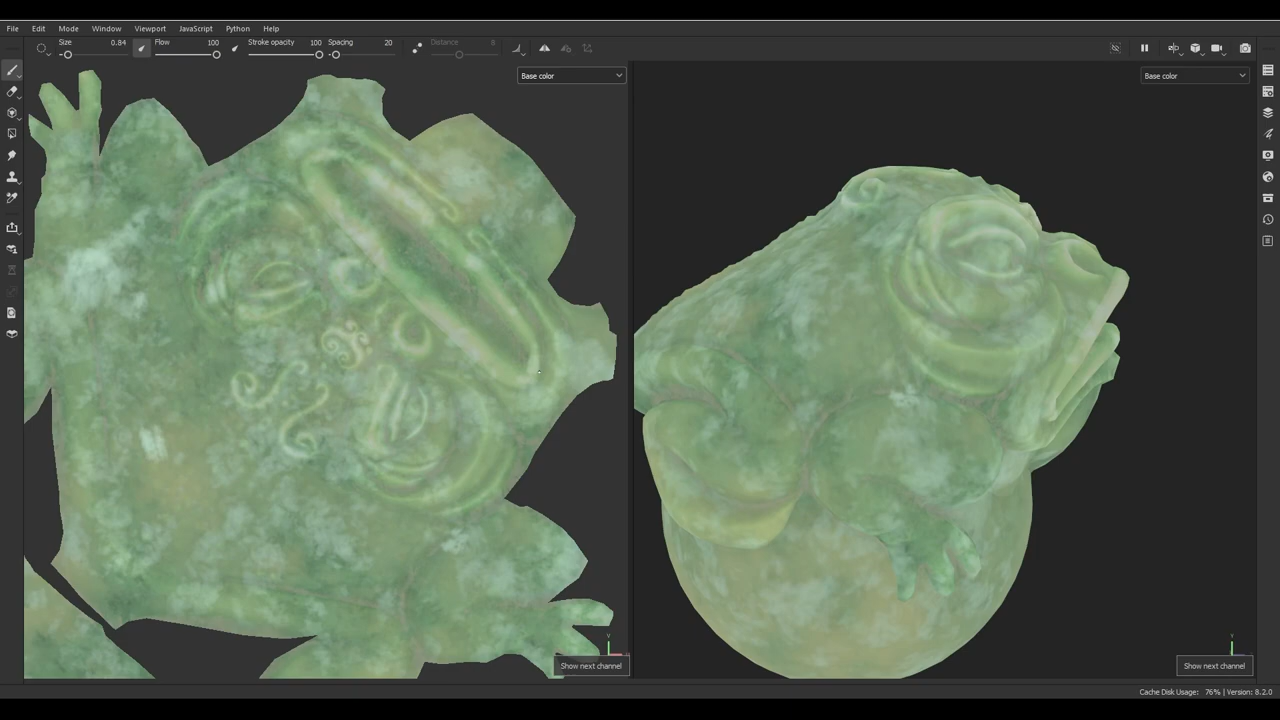 File Edit Mode Window Viewport JavaScript Python Help
Size 0.84 Flow 100 Stroke opacity 100 Spacing 20 Distance 8
Base color Base color
V Y
Show next channel Show next channel
Cache Disk Usage: 76% | Version: 8.2.0